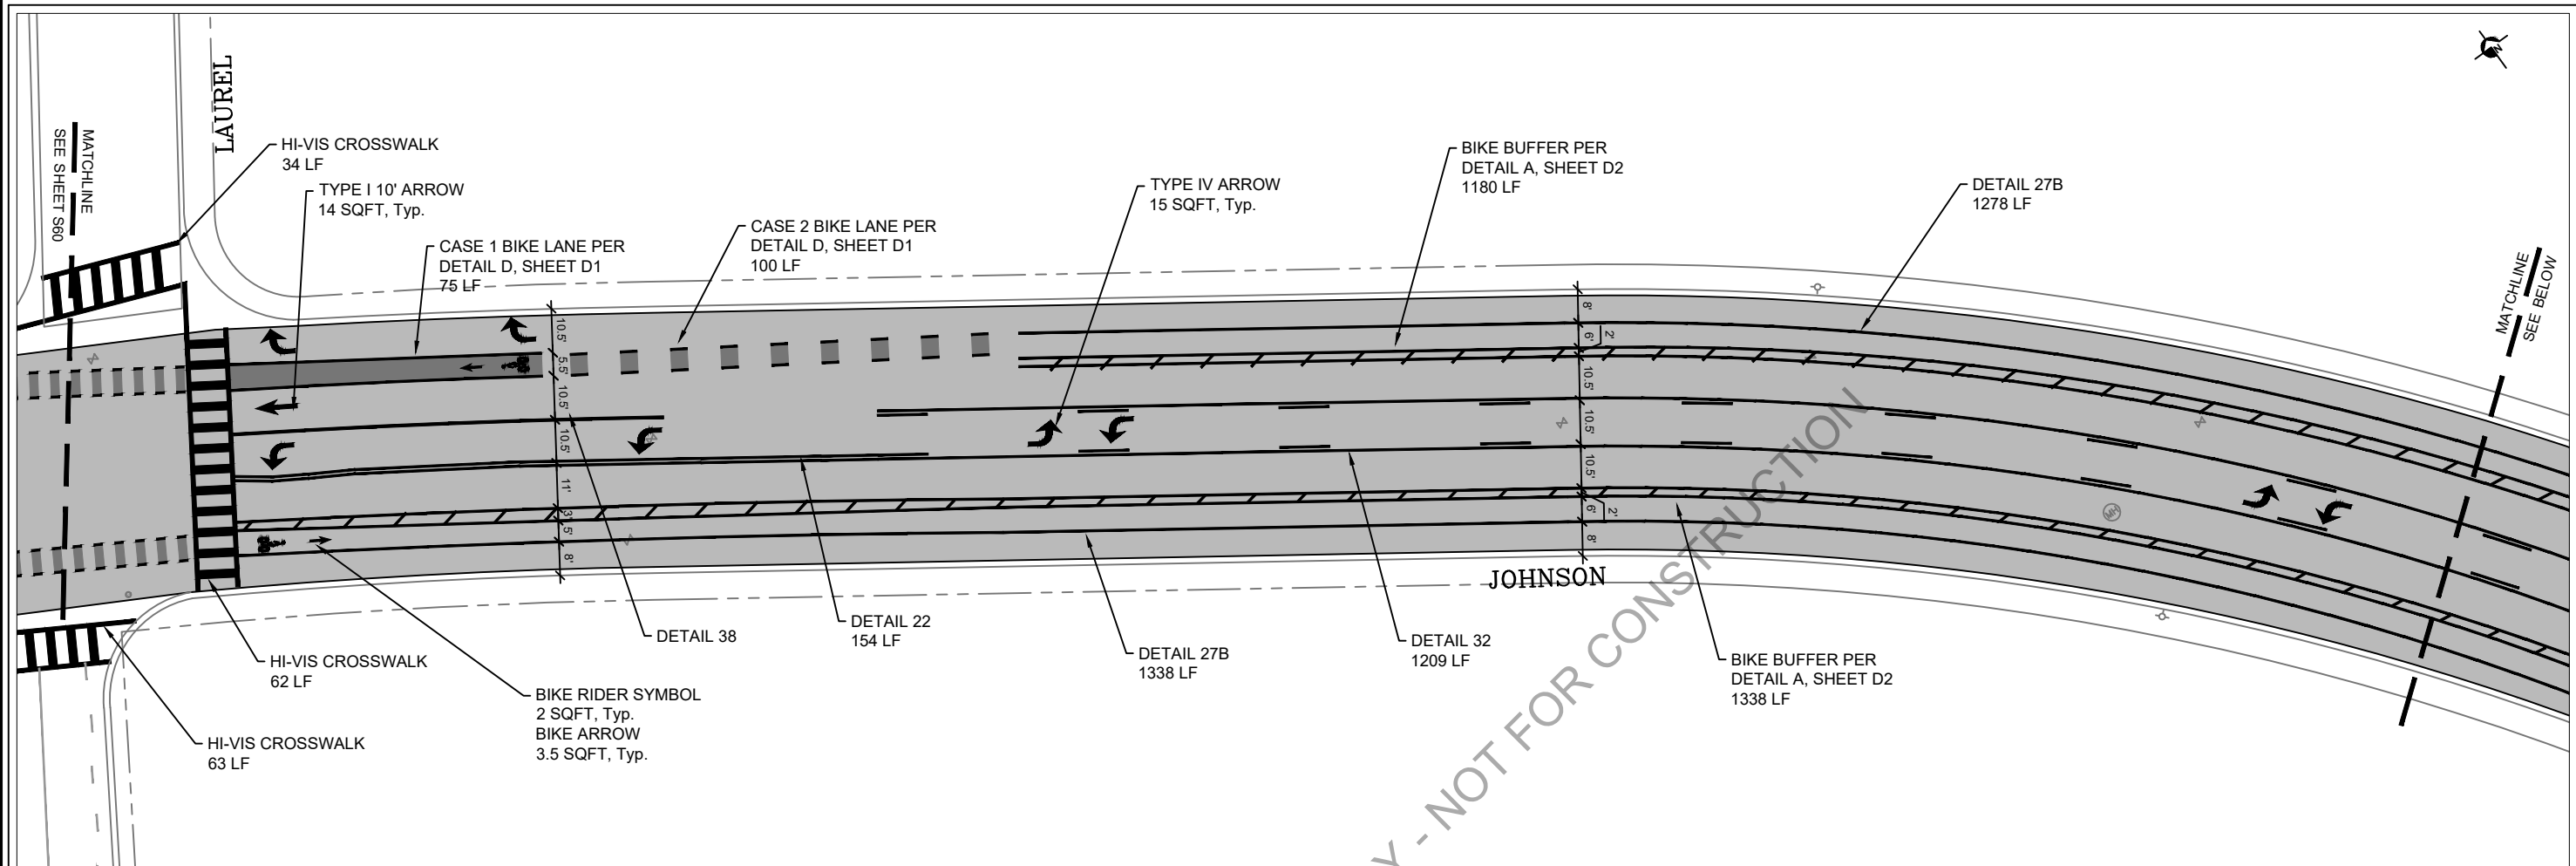 MATCHLINE
SEE SHEET S60
LAUREL
HI-VIS CROSSWALK
34 LF
TYPE I 10' ARROW
14 SQFT, Typ.
CASE 1 BIKE LANE PER
DETAIL D, SHEET D1
75 LF
CASE 2 BIKE LANE PER
DETAIL D, SHEET D1
100 LF
TYPE IV ARROW
15 SQFT, Typ.
BIKE BUFFER PER
DETAIL A, SHEET D2
1180 LF
DETAIL 27B
1278 LF
MATCHLINE
SEE BELOW
10.5'
5.5'
10.5'
10.5'
11'
3'
5'
8'
8'
6'
2'
10.5'
10.5'
10.5'
6'
2'
8'
MH
JOHNSON
HI-VIS CROSSWALK
63 LF
HI-VIS CROSSWALK
62 LF
BIKE RIDER SYMBOL
2 SQFT, Typ.
BIKE ARROW
3.5 SQFT, Typ.
DETAIL 38
DETAIL 22
154 LF
DETAIL 27B
1338 LF
DETAIL 32
1209 LF
BIKE BUFFER PER
DETAIL A, SHEET D2
1338 LF
Y - NOT FOR CONSTRUCTION